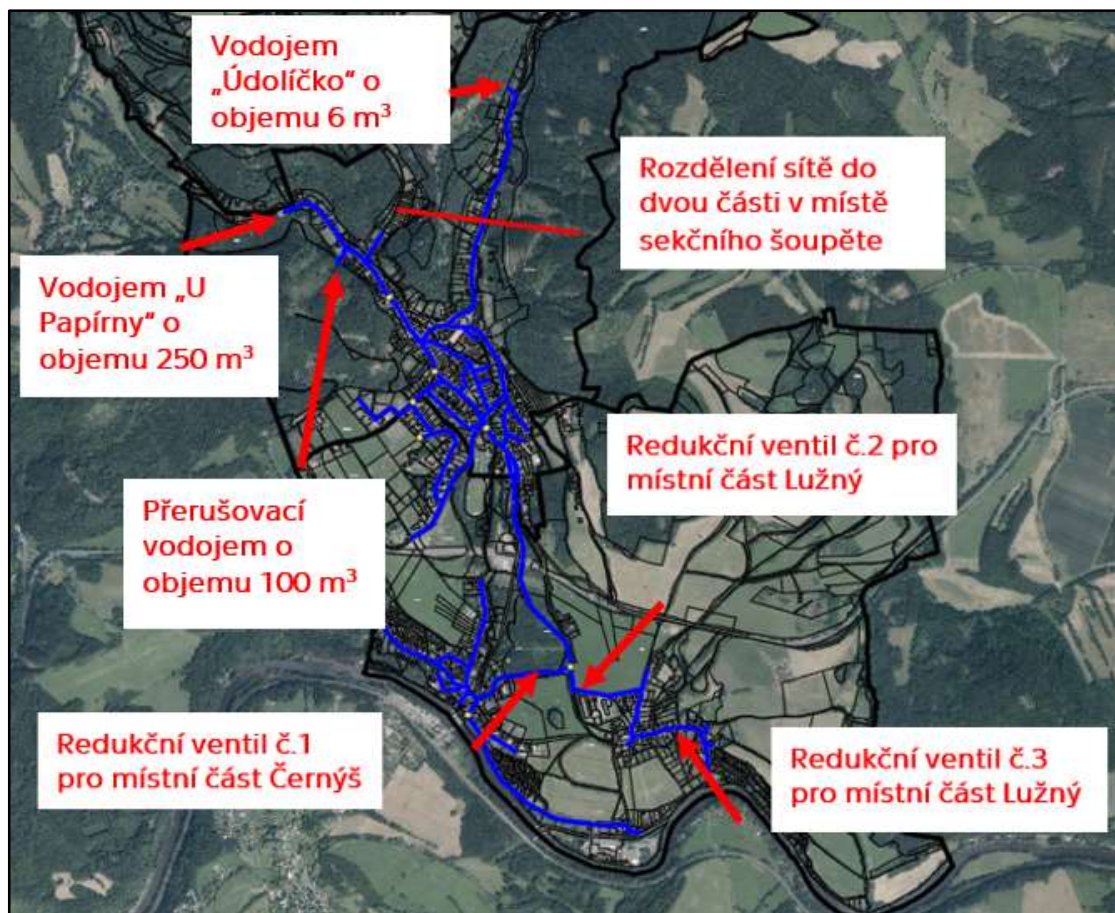 Vodojem
„Údolíčko“ o
objemu 6 m³
Rozdělení sítě do
dvou části v místě
sekčního šoupěte
Vodojem „U
Papírny“ o
objemu 250 m³
Redukční ventil č.2 pro
místní část Lužný
Přerušovací
vodojem o
objemu 100 m³
Redukční ventil č.1
pro místní část Černýš
Redukční ventil č.3
pro místní část Lužný